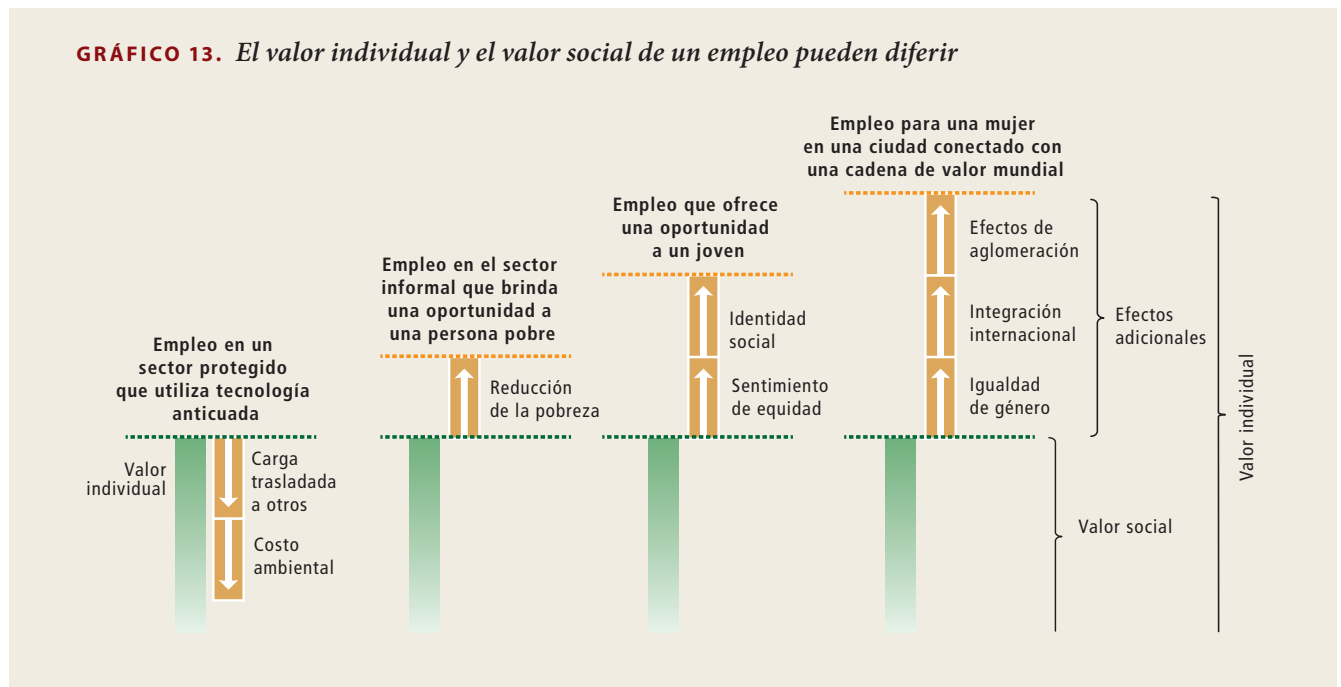 GRÁFICO 13. El valor individual y el valor social de un empleo pueden diferir
Empleo en un
sector protegido
que utiliza tecnología
anticuada
Valor
individual
Carga
trasladada
a otros
Costo
ambiental
Empleo en el sector
informal que brinda
una oportunidad a
una persona pobre
Reducción
de la pobreza
Empleo que ofrece
una oportunidad
a un joven
Identidad
social
Sentimiento
de equidad
Empleo para una mujer
en una ciudad conectado con
una cadena de valor mundial
Efectos de
aglomeración
Integración
internacional
Igualdad
de género
Efectos
adicionales
Valor social
Valor individual